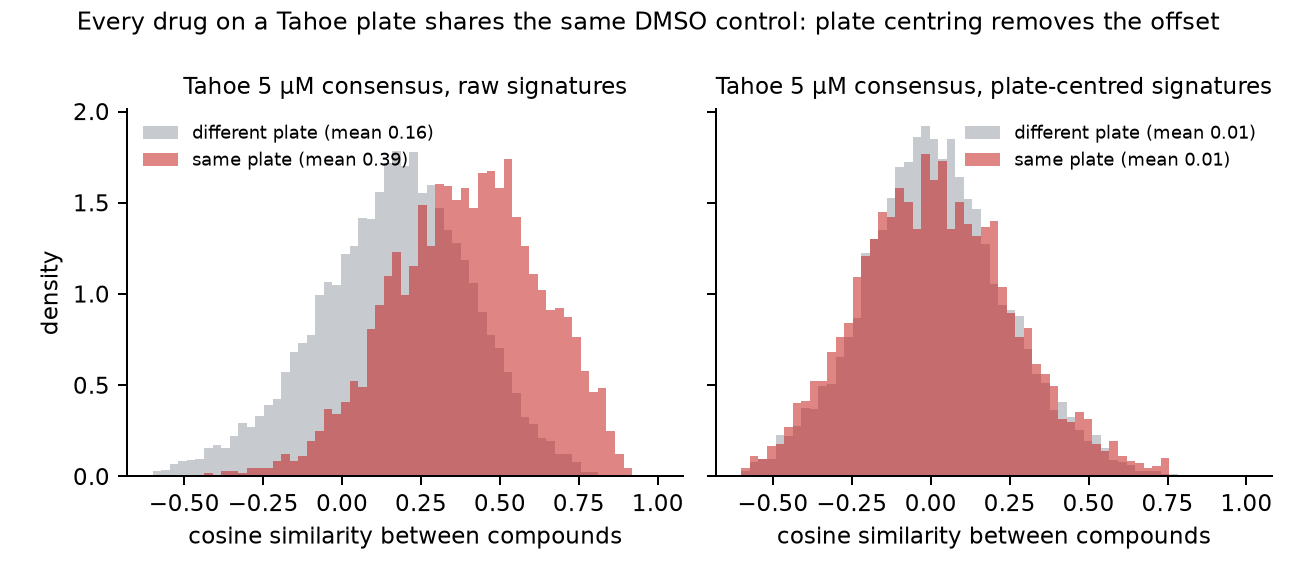 Every drug on a Tahoe plate shares the same DMSO control: plate centring removes the offset
Tahoe 5 µM consensus, raw signatures
different plate (mean 0.16)
same plate (mean 0.39)
2.0
1.5
1.0
0.5
0.0
density
−0.50 −0.25 0.00 0.25 0.50 0.75 1.00
cosine similarity between compounds
Tahoe 5 µM consensus, plate-centred signatures
different plate (mean 0.01)
same plate (mean 0.01)
−0.50 −0.25 0.00 0.25 0.50 0.75 1.00
cosine similarity between compounds